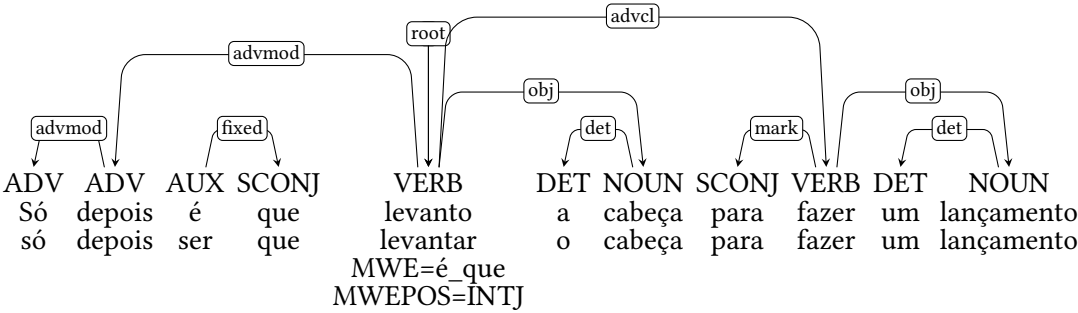 advcl
root
advmod
obj obj
advmod fixed det mark det
ADV ADV AUX SCONJ VERB DET NOUN SCONJ VERB DET NOUN
Só depois é que levanto a cabeça para fazer um lançamento
só depois ser que levantar o cabeça para fazer um lançamento
MWE=é_que
MWEPOS=INTJ